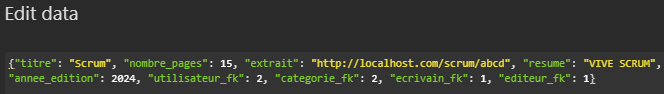 Edit data
{"titre": "Scrum", "nombre_pages": 15, "extrait": "http://localhost.com/scrum/abcd", "resume": "VIVE SCRUM",
"annee_edition": 2024, "utilisateur_fk": 2, "categorie_fk": 2, "ecrivain_fk": 1, "editeur_fk": 1}